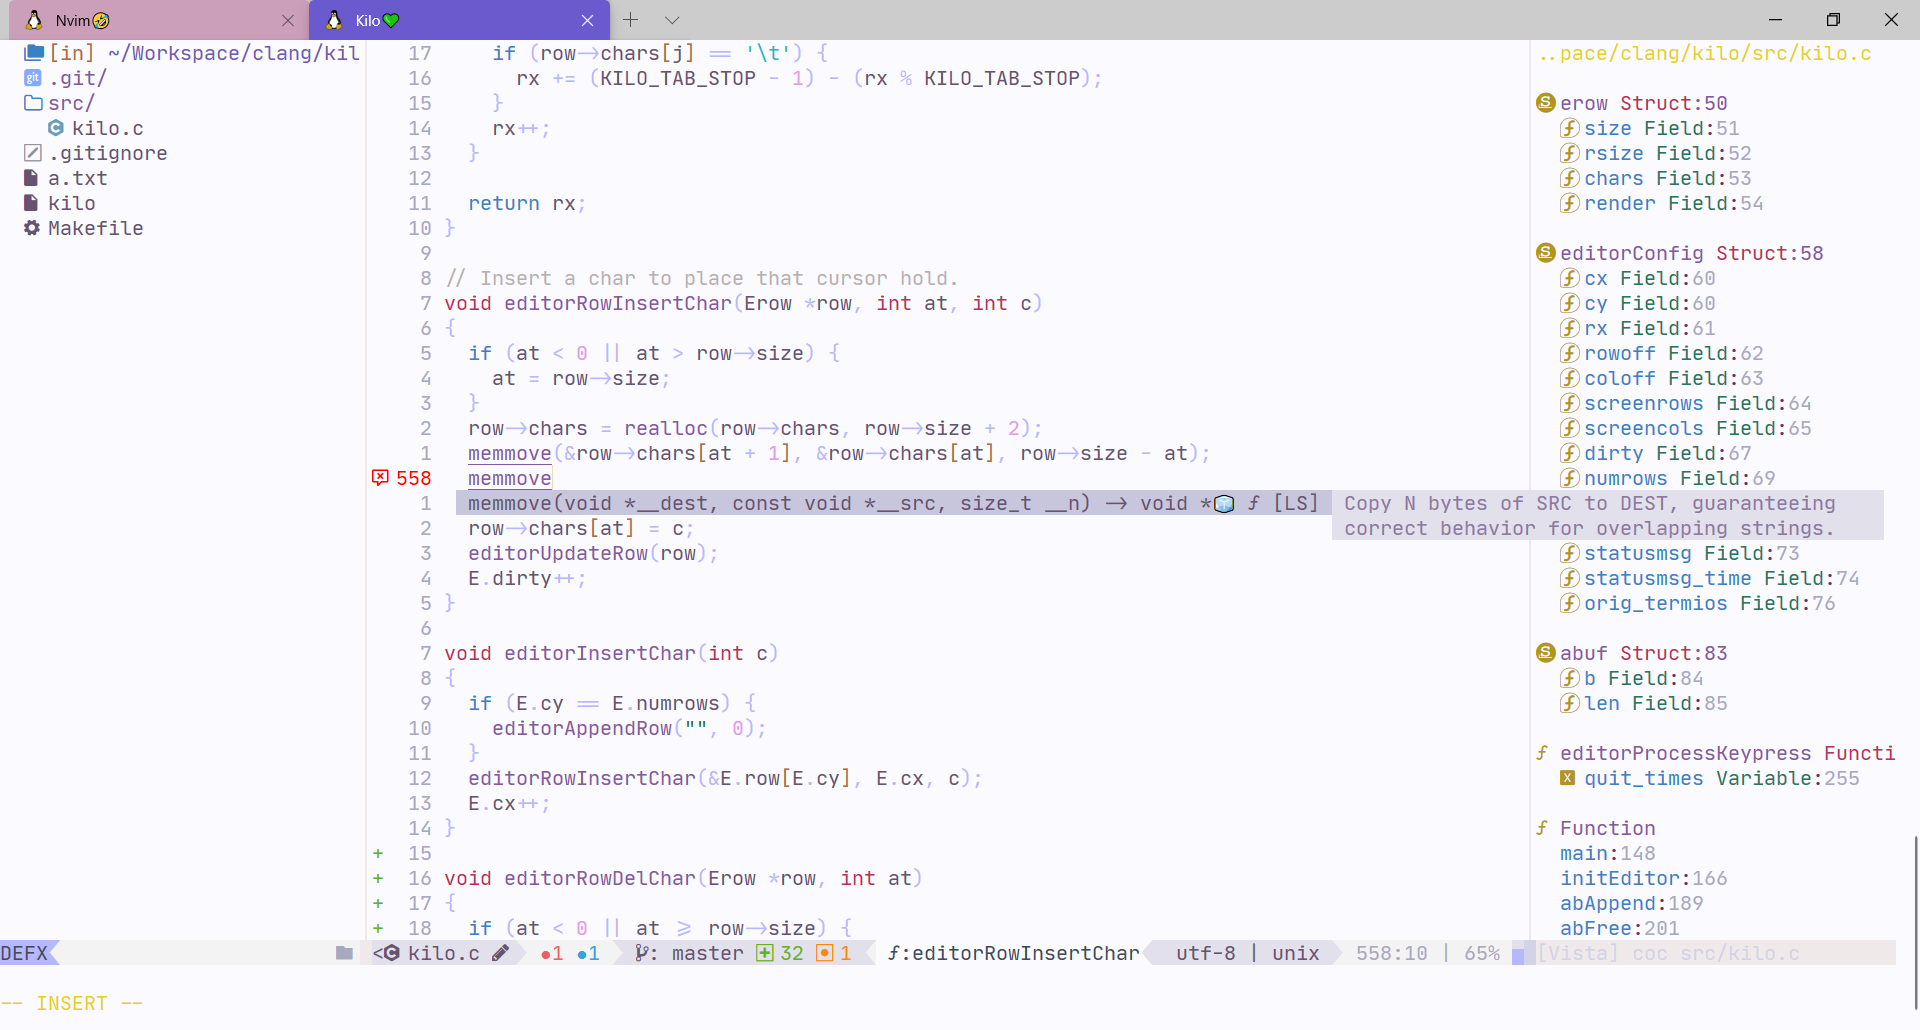 Nvim🤣
Kilo💚
[in] ~/Workspace/clang/kil
.git/
src/
kilo.c
.gitignore
a.txt
kilo
Makefile
17 if (row->chars[j] == '\t') {
16 rx += (KILO_TAB_STOP - 1) - (rx % KILO_TAB_STOP);
15 }
14 rx++;
13 }
12
11 return rx;
10 }
9
8 // Insert a char to place that cursor hold.
7 void editorRowInsertChar(Erow *row, int at, int c)
6 {
5 if (at < 0 || at > row->size) {
4 at = row->size;
3 }
2 row->chars = realloc(row->chars, row->size + 2);
1 memmove(&row->chars[at + 1], &row->chars[at], row->size - at);
558 memmove
1 memmove(void *__dest, const void *__src, size_t __n) -> void * f [LS]
Copy N bytes of SRC to DEST, guaranteeing
correct behavior for overlapping strings.
2 row->chars[at] = c;
3 editorUpdateRow(row);
4 E.dirty++;
5 }
6
7 void editorInsertChar(int c)
8 {
9 if (E.cy == E.numrows) {
10 editorAppendRow("", 0);
11 }
12 editorRowInsertChar(&E.row[E.cy], E.cx, c);
13 E.cx++;
14 }
+ 15
+ 16 void editorRowDelChar(Erow *row, int at)
+ 17 {
+ 18 if (at < 0 || at >= row->size) {
..pace/clang/kilo/src/kilo.c
S erow Struct:50
f size Field:51
f rsize Field:52
f chars Field:53
f render Field:54
S editorConfig Struct:58
f cx Field:60
f cy Field:60
f rx Field:61
f rowoff Field:62
f coloff Field:63
f screenrows Field:64
f screencols Field:65
f dirty Field:67
f numrows Field:69
f statusmsg Field:73
f statusmsg_time Field:74
f orig_termios Field:76
S abuf Struct:83
f b Field:84
f len Field:85
f editorProcessKeypress Functi
x quit_times Variable:255
f Function
main:148
initEditor:166
abAppend:189
abFree:201
DEFX
<C kilo.c ●1 ●1 : master 32 1 f:editorRowInsertChar utf-8 | unix 558:10 | 65%
[Vista] coc src/kilo.c
-- INSERT --